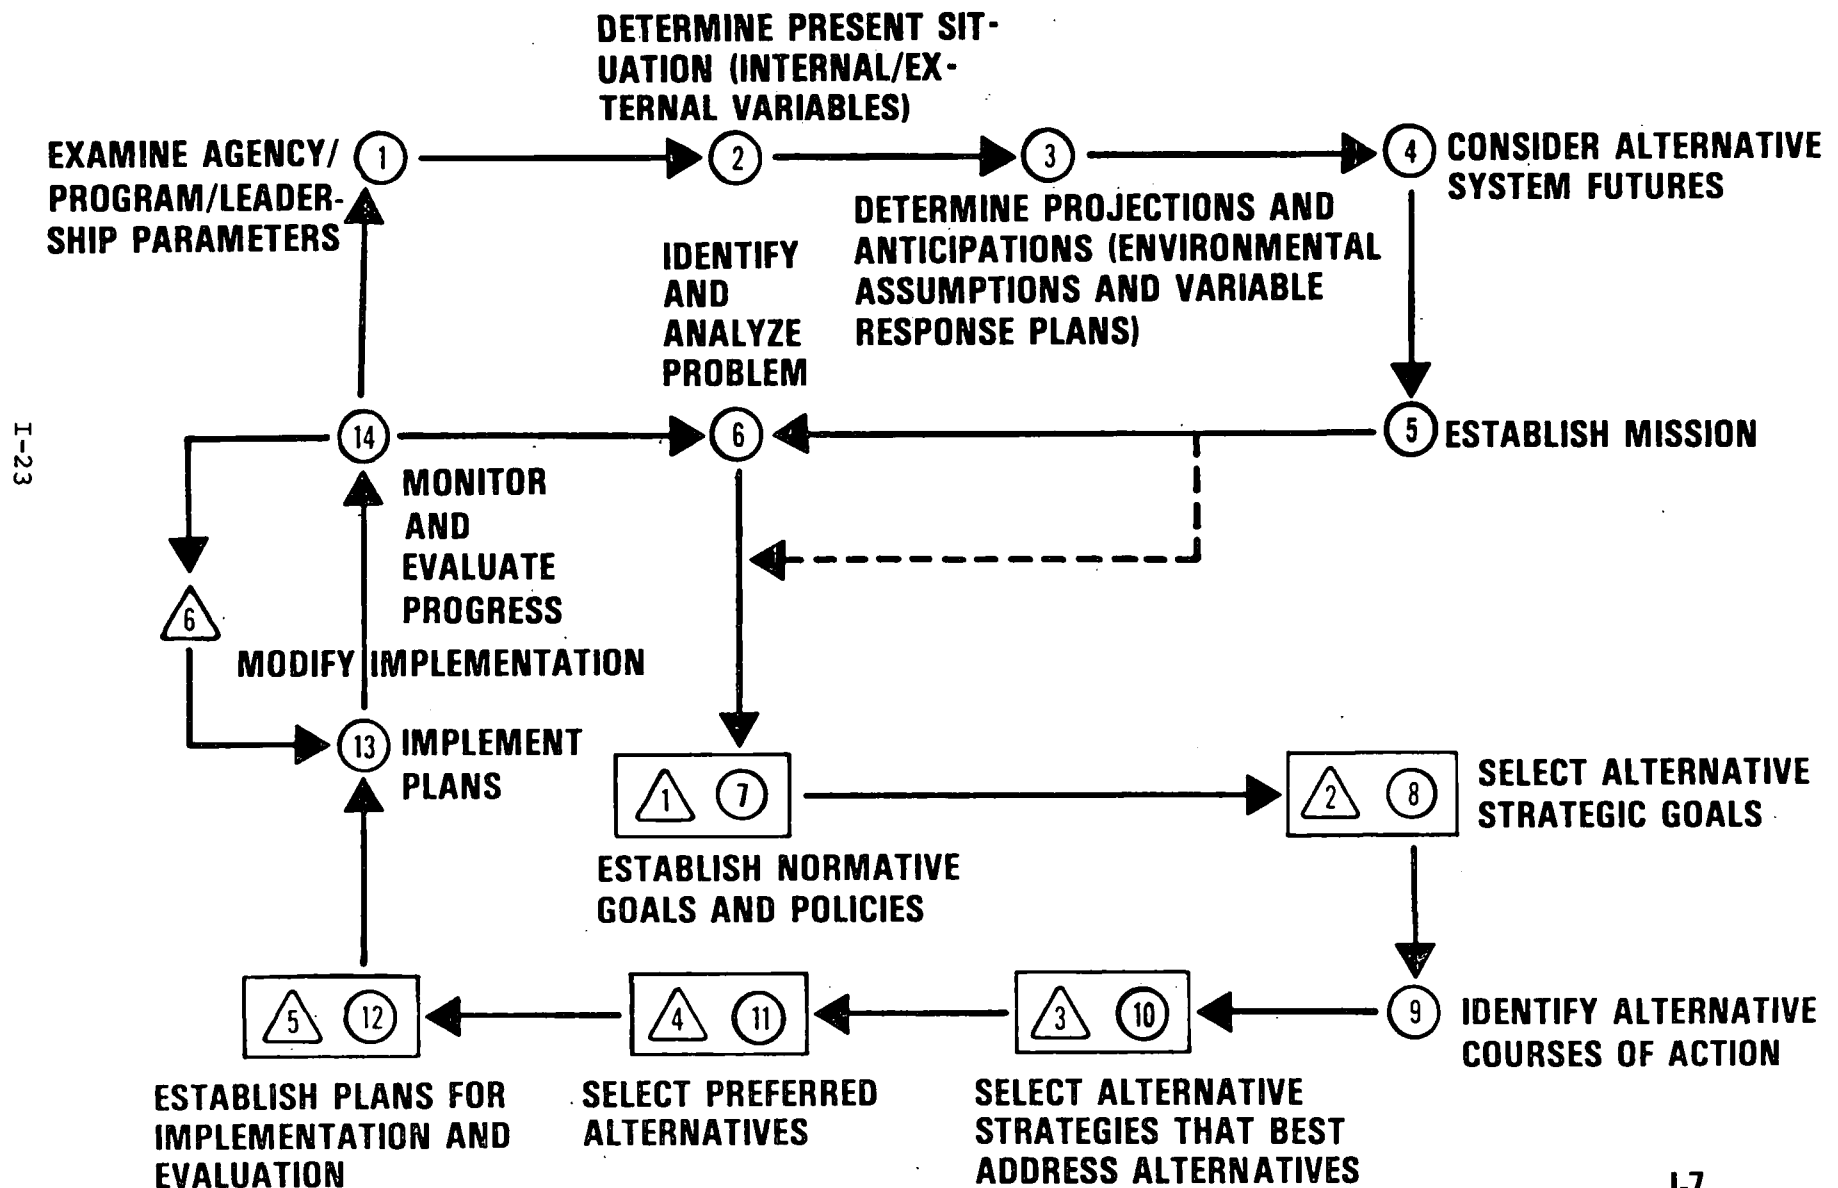 DETERMINE PRESENT SIT-
UATION (INTERNAL/EX-
TERNAL VARIABLES)
EXAMINE AGENCY/
PROGRAM/LEADER-
SHIP PARAMETERS
1
2
3
4
CONSIDER ALTERNATIVE
SYSTEM FUTURES
DETERMINE PROJECTIONS AND
ANTICIPATIONS (ENVIRONMENTAL
ASSUMPTIONS AND VARIABLE
RESPONSE PLANS)
IDENTIFY
AND
ANALYZE
PROBLEM
I-23
14
6
5
ESTABLISH MISSION
MONITOR
AND
EVALUATE
PROGRESS
6
MODIFY IMPLEMENTATION
13
IMPLEMENT
PLANS
1 7
2 8
SELECT ALTERNATIVE
STRATEGIC GOALS
ESTABLISH NORMATIVE
GOALS AND POLICIES
5 12
4 11
3 10
9
IDENTIFY ALTERNATIVE
COURSES OF ACTION
ESTABLISH PLANS FOR
IMPLEMENTATION AND
EVALUATION
SELECT PREFERRED
ALTERNATIVES
SELECT ALTERNATIVE
STRATEGIES THAT BEST
ADDRESS ALTERNATIVES
I-7